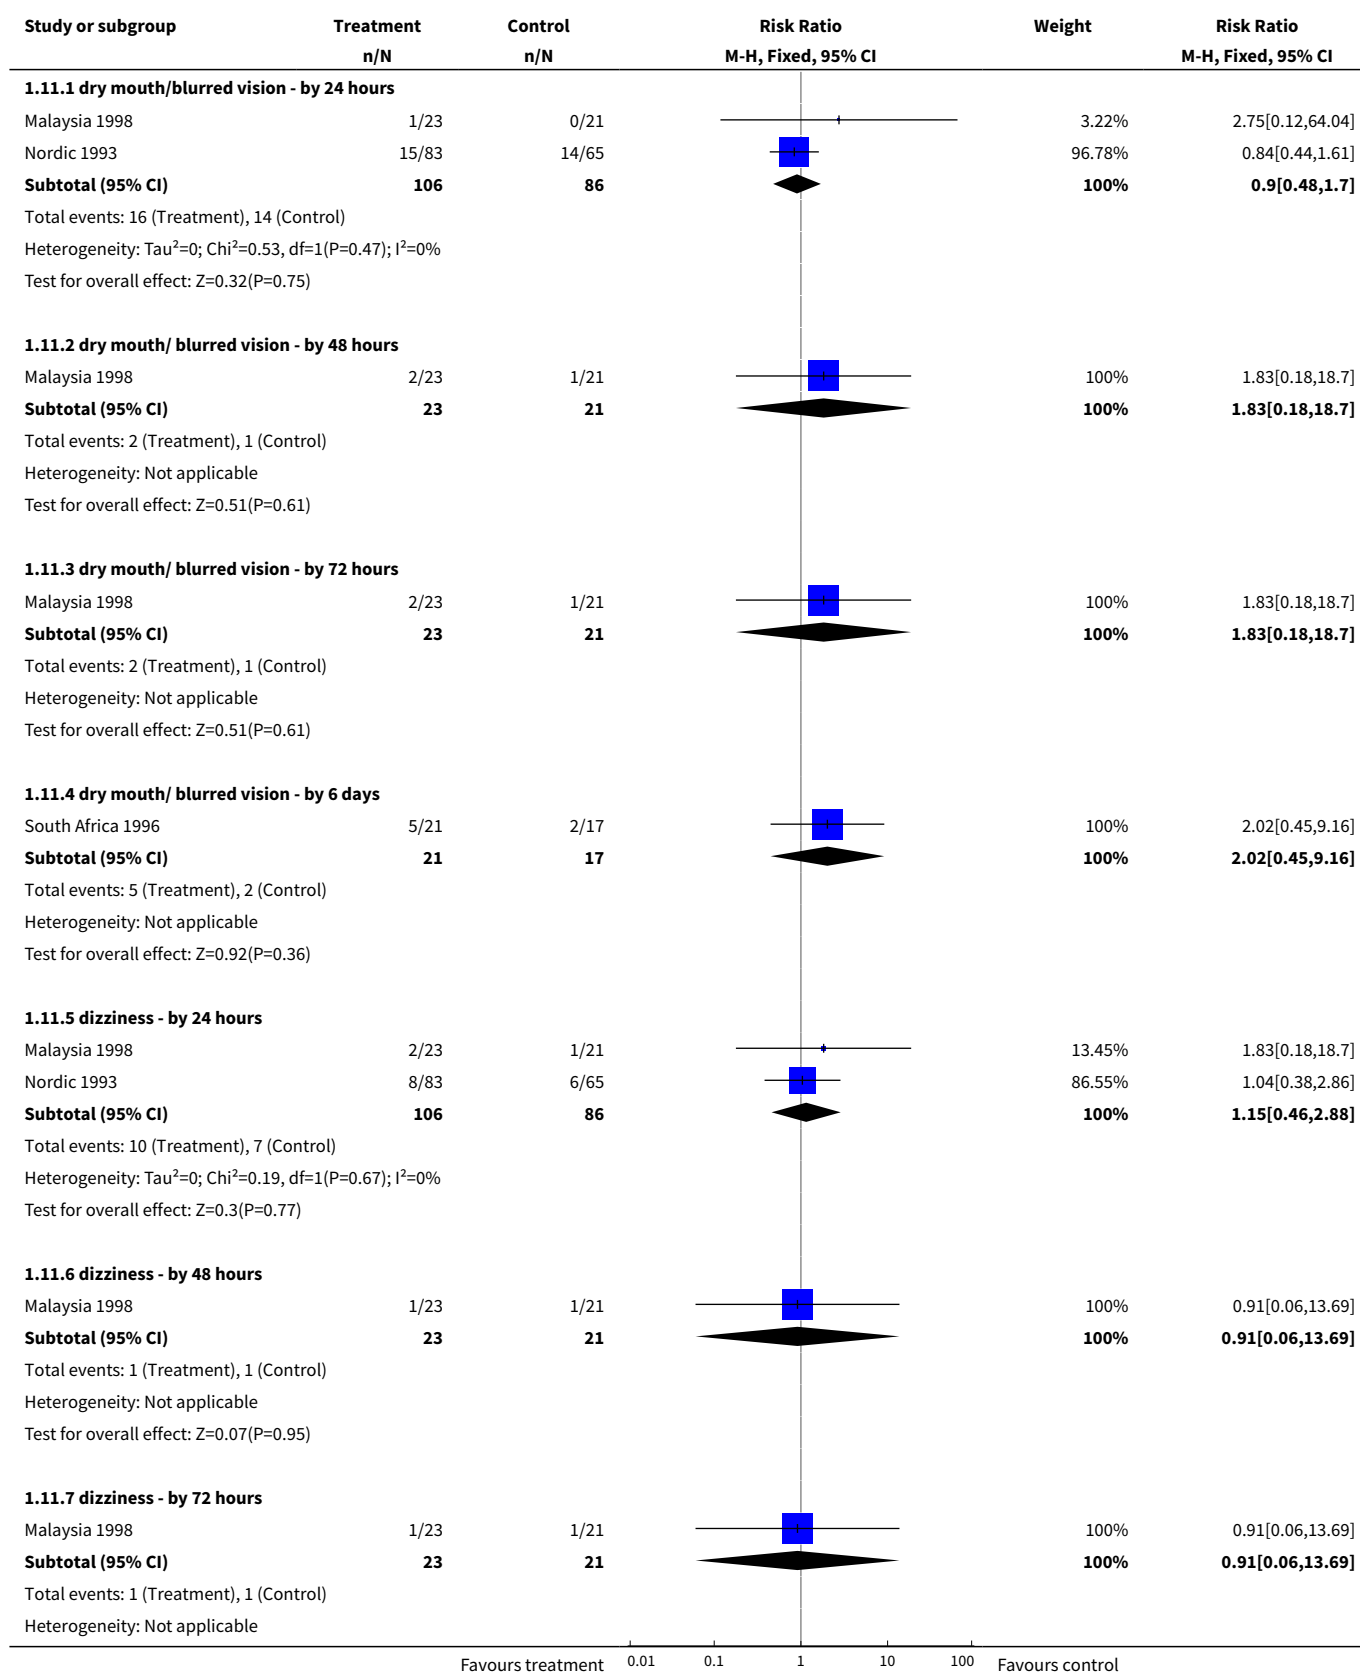 Study or subgroup Treatment Control Risk Ratio Weight Risk Ratio
n/N n/N M-H, Fixed, 95% CI M-H, Fixed, 95% CI
1.11.1 dry mouth/blurred vision - by 24 hours
Malaysia 1998 1/23 0/21 3.22% 2.75[0.12,64.04]
Nordic 1993 15/83 14/65 96.78% 0.84[0.44,1.61]
Subtotal (95% CI) 106 86 100% 0.9[0.48,1.7]
Total events: 16 (Treatment), 14 (Control)
Heterogeneity: Tau²=0; Chi²=0.53, df=1(P=0.47); I²=0%
Test for overall effect: Z=0.32(P=0.75)
1.11.2 dry mouth/ blurred vision - by 48 hours
Malaysia 1998 2/23 1/21 100% 1.83[0.18,18.7]
Subtotal (95% CI) 23 21 100% 1.83[0.18,18.7]
Total events: 2 (Treatment), 1 (Control)
Heterogeneity: Not applicable
Test for overall effect: Z=0.51(P=0.61)
1.11.3 dry mouth/ blurred vision - by 72 hours
Malaysia 1998 2/23 1/21 100% 1.83[0.18,18.7]
Subtotal (95% CI) 23 21 100% 1.83[0.18,18.7]
Total events: 2 (Treatment), 1 (Control)
Heterogeneity: Not applicable
Test for overall effect: Z=0.51(P=0.61)
1.11.4 dry mouth/ blurred vision - by 6 days
South Africa 1996 5/21 2/17 100% 2.02[0.45,9.16]
Subtotal (95% CI) 21 17 100% 2.02[0.45,9.16]
Total events: 5 (Treatment), 2 (Control)
Heterogeneity: Not applicable
Test for overall effect: Z=0.92(P=0.36)
1.11.5 dizziness - by 24 hours
Malaysia 1998 2/23 1/21 13.45% 1.83[0.18,18.7]
Nordic 1993 8/83 6/65 86.55% 1.04[0.38,2.86]
Subtotal (95% CI) 106 86 100% 1.15[0.46,2.88]
Total events: 10 (Treatment), 7 (Control)
Heterogeneity: Tau²=0; Chi²=0.19, df=1(P=0.67); I²=0%
Test for overall effect: Z=0.3(P=0.77)
1.11.6 dizziness - by 48 hours
Malaysia 1998 1/23 1/21 100% 0.91[0.06,13.69]
Subtotal (95% CI) 23 21 100% 0.91[0.06,13.69]
Total events: 1 (Treatment), 1 (Control)
Heterogeneity: Not applicable
Test for overall effect: Z=0.07(P=0.95)
1.11.7 dizziness - by 72 hours
Malaysia 1998 1/23 1/21 100% 0.91[0.06,13.69]
Subtotal (95% CI) 23 21 100% 0.91[0.06,13.69]
Total events: 1 (Treatment), 1 (Control)
Heterogeneity: Not applicable
Favours treatment 0.01 0.1 1 10 100 Favours control